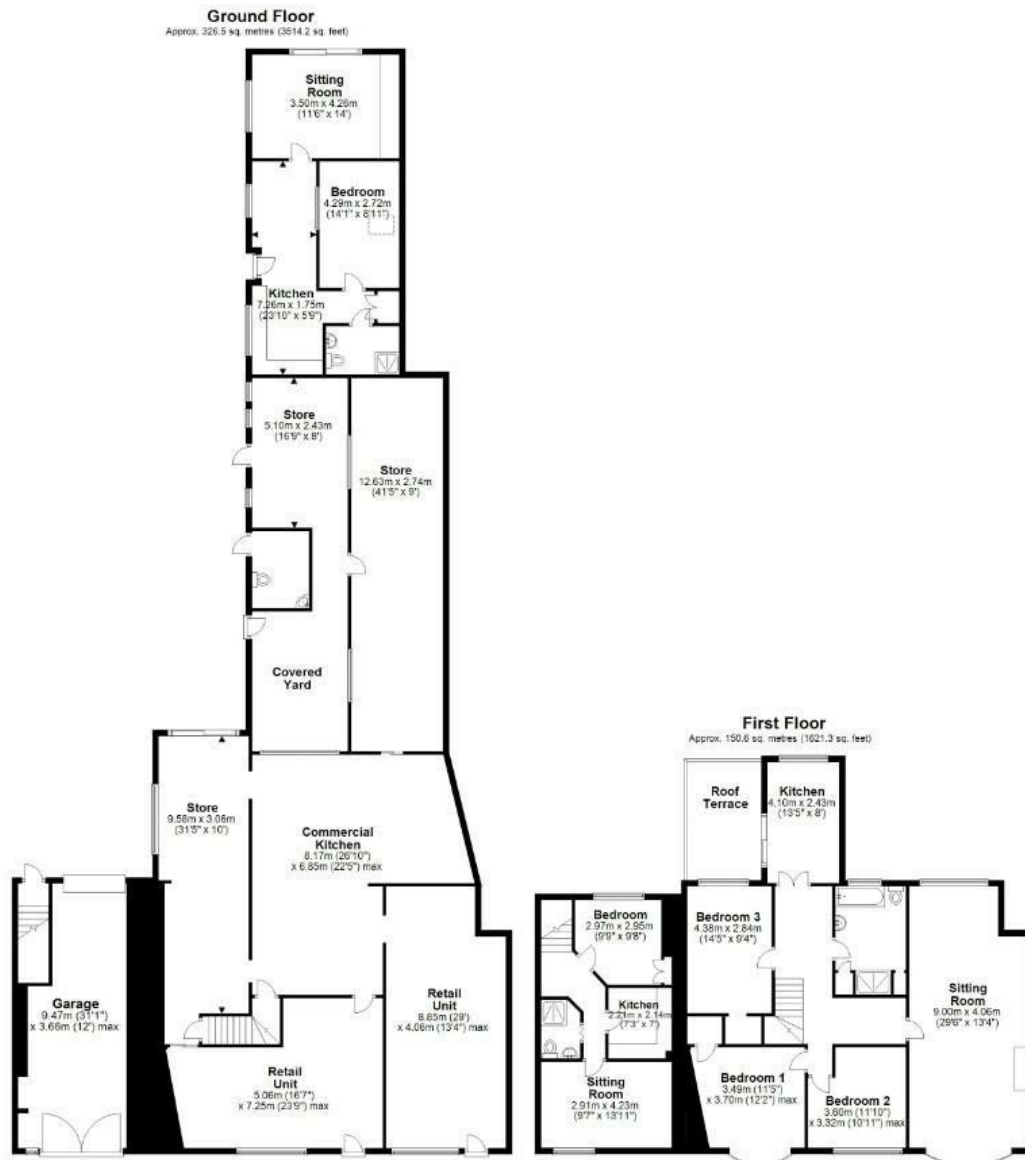 Ground Floor
Approx. 326.5 sq. metres (3514.2 sq. feet)
Sitting
Room
3.50m x 4.26m
(11'6" x 14')
Bedroom
4.29m x 2.72m
(14'1" x 8'11")
Kitchen
7.26m x 1.75m
(23'10" x 5'9")
Store
5.10m x 2.43m
(16'9" x 8')
Store
12.63m x 2.74m
(41'5" x 9')
Covered
Yard
Store
9.58m x 3.06m
(31'5" x 10')
Commercial
Kitchen
8.17m (26'10")
x 6.85m (22'5") max
Garage
9.47m (31'1")
x 3.66m (12') max
Retail
Unit
8.85m (29')
x 4.06m (13'4") max
Retail
Unit
5.06m (16'7")
x 7.25m (23'9") max
First Floor
Approx. 150.6 sq. metres (1621.3 sq. feet)
Roof
Terrace
Kitchen
4.10m x 2.43m
(13'5" x 8')
Bedroom
2.97m x 2.95m
(9'9" x 9'8")
Bedroom 3
4.38m x 2.84m
(14'5" x 9'4")
Kitchen
2.21m x 2.14m
(7'3" x 7')
Sitting
Room
9.00m x 4.06m
(29'6" x 13'4")
Sitting
Room
2.91m x 4.23m
(9'7" x 13'11")
Bedroom 1
3.49m (11'5")
x 3.70m (12'2") max
Bedroom 2
3.60m (11'10")
x 3.32m (10'11") max